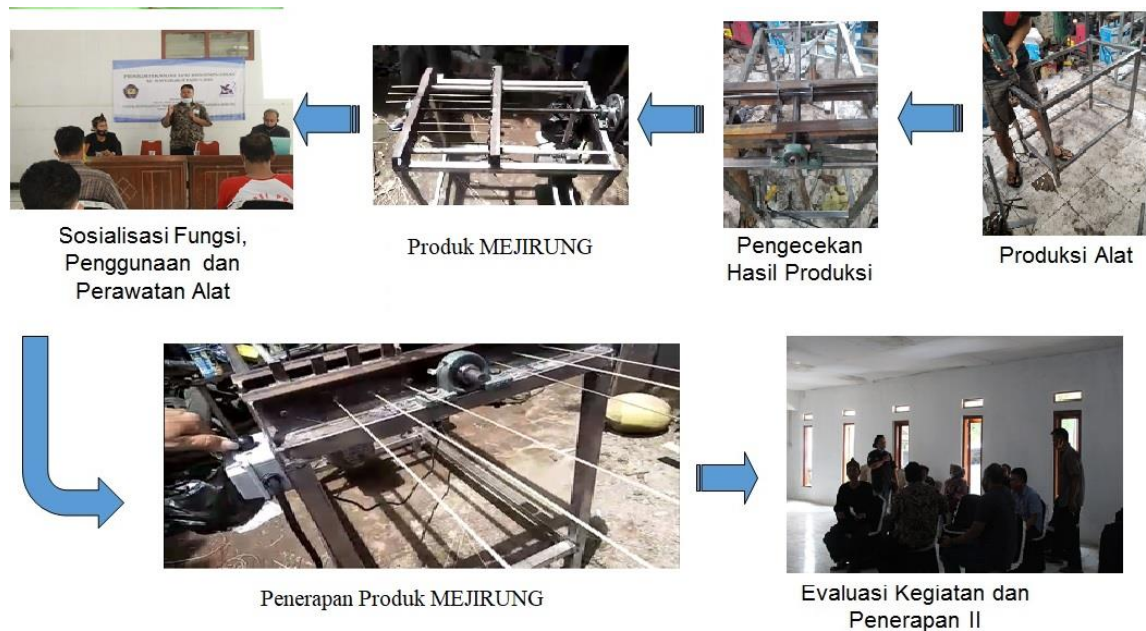 Sosialisasi Fungsi,
Penggunaan dan
Perawatan Alat
Produk MEJIRUNG
Pengecekan
Hasil Produksi
Produksi Alat
Penerapan Produk MEJIRUNG
Evaluasi Kegiatan dan
Penerapan II